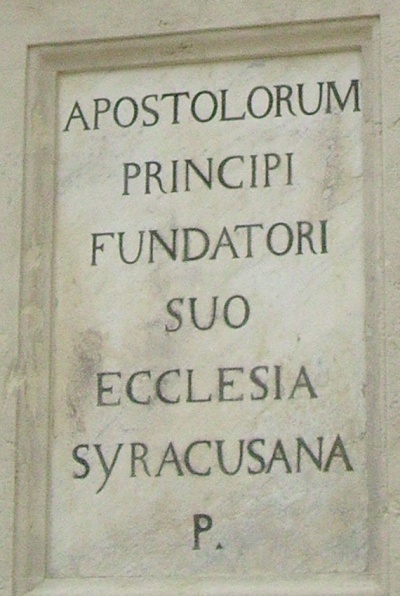 APOSTOLORUM
PRINCIPI
FUNDATORI
SUO
ECCLESIA
SYRACUSANA
P.